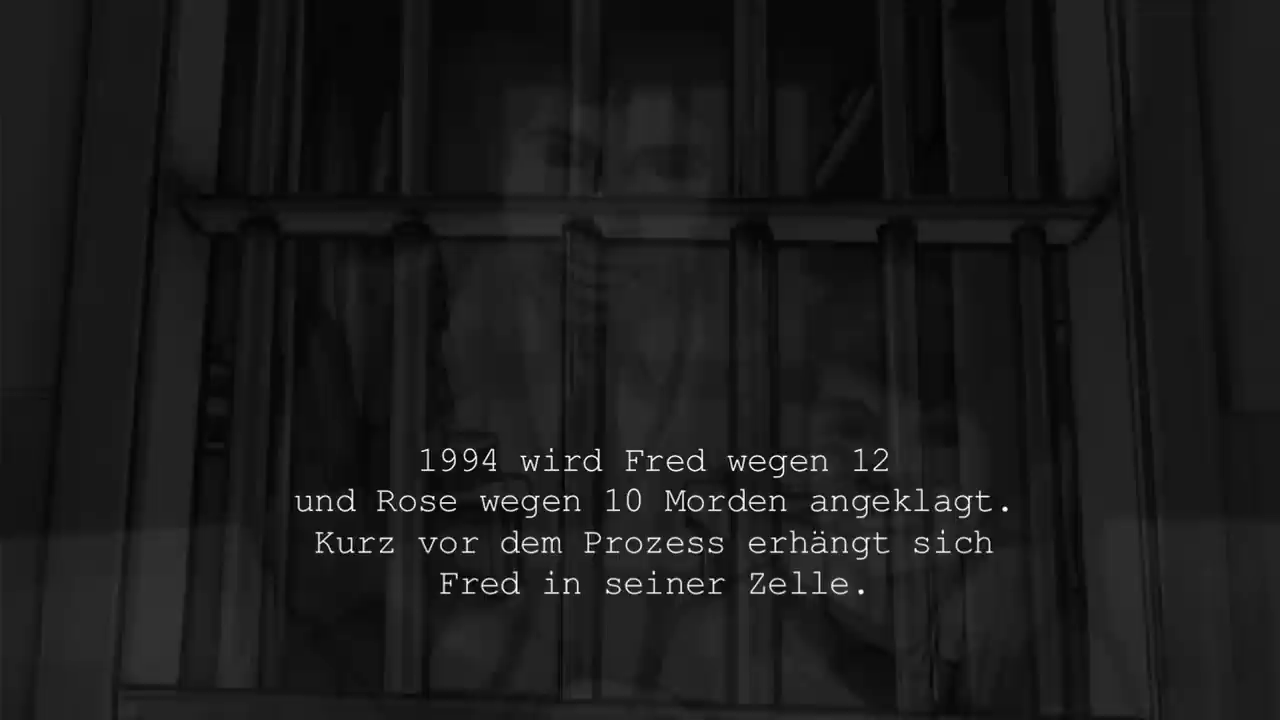 1994 wird Fred wegen 12
und Rose wegen 10 Morden angeklagt.
Kurz vor dem Prozess erhängt sich
Fred in seiner Zelle.